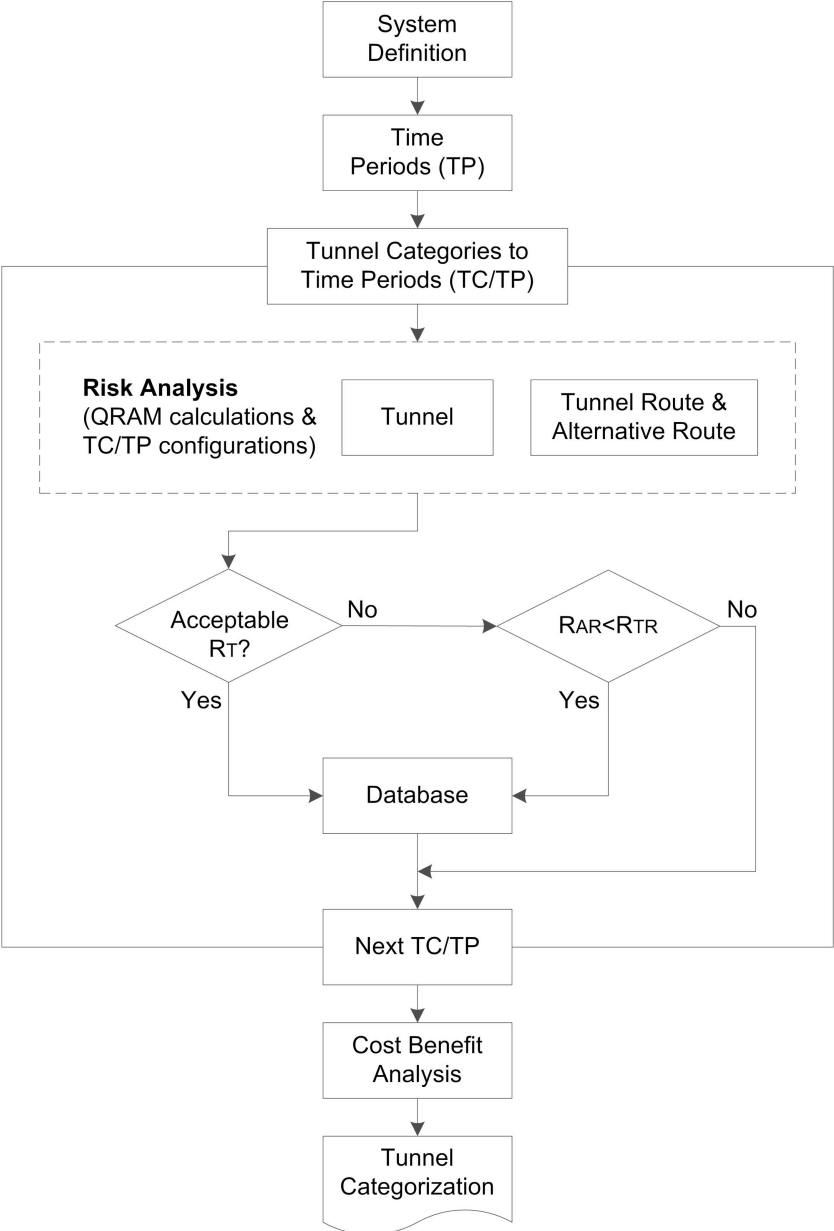 System
Definition
Time
Periods (TP)
Tunnel Categories to
Time Periods (TC/TP)
Risk Analysis
(QRAM calculations &
TC/TP configurations)
Tunnel
Tunnel Route &
Alternative Route
Acceptable
RT?
No
RAR<RTR
No
Yes
Yes
Database
Next TC/TP
Cost Benefit
Analysis
Tunnel
Categorization